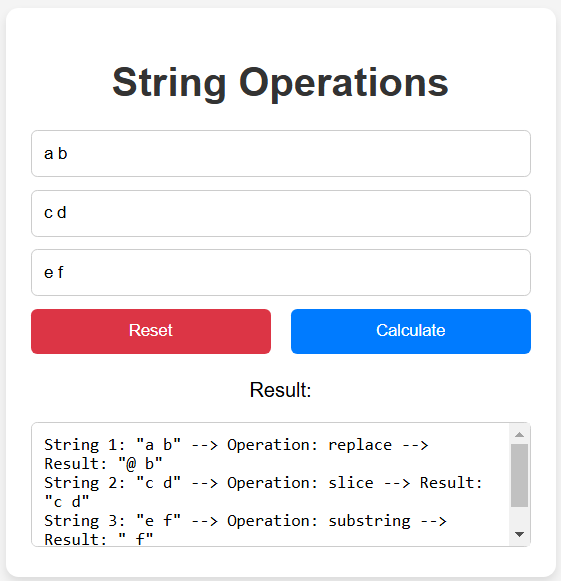 String Operations
a b
c d
e f
Reset Calculate
Result:
String 1: "a b" --> Operation: replace -->
Result: "@ b"
String 2: "c d" --> Operation: slice --> Result:
"c d"
String 3: "e f" --> Operation: substring -->
Result: " f"